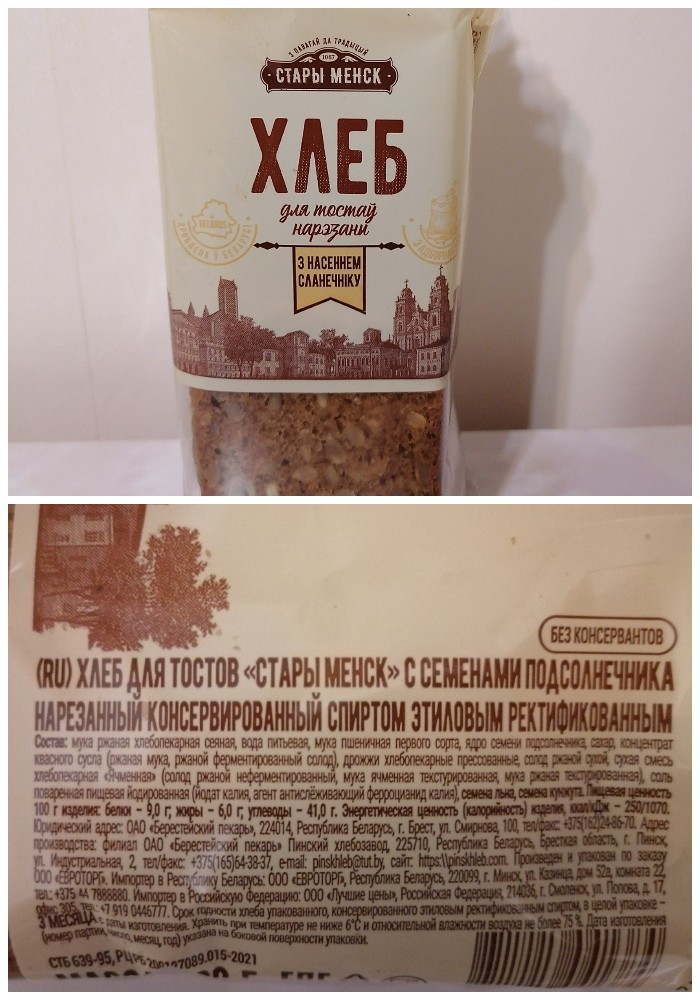 З ПАВАГАЙ ДА ТРАДЫЦЫЙ
1067
СТАРЫ МЕНСК
ХЛЕБ
для тостаў
нарэзаны
BELARUS
ЗРОБЛЕНА Ў БЕЛАРУСІ
З НАСЕННЕМ
СЛАНЕЧНІКУ
БЕЗ КОНСЕРВАНТОВ
(RU) ХЛЕБ ДЛЯ ТОСТОВ «СТАРЫ МЕНСК» С СЕМЕНАМИ ПОДСОЛНЕЧНИКА
НАРЕЗАННЫЙ КОНСЕРВИРОВАННЫЙ СПИРТОМ ЭТИЛОВЫМ РЕКТИФИКОВАННЫМ
Состав: мука ржаная хлебопекарная сеяная, вода питьевая, мука пшеничная первого сорта, ядро семени подсолнечника, сахар, концентрат
квасного сусла (ржаная мука, ржаной ферментированный солод), дрожжи хлебопекарные прессованные, солод ржаной сухой, сухая смесь
хлебопекарная «Ячменная» (солод ржаной неферментированный, мука ячменная текстурированная, мука ржаная текстурированная), соль
поваренная пищевая йодированная (йодат калия, агент антислёживающий ферроцианид калия), семена льна, семена кунжута. Пищевая ценность
100 г изделия: белки – 9,0 г; жиры – 6,0 г; углеводы – 41,0 г. Энергетическая ценность (калорийность) изделия, ккал/кДж – 250/1070.
Юридический адрес: ОАО «Берестейский пекарь», 224014, Республика Беларусь, г. Брест, ул. Смирнова, 100, тел/факс: +375(162)24-86-70. Адрес
производства: филиал ОАО «Берестейский пекарь» Пинский хлебозавод, 225710, Республика Беларусь, Брестская область, г. Пинск,
ул. Индустриальная, 2, тел/факс: +375(165)64-38-37, e-mail: pinskhleb@tut.by, сайт: https:\\pinskhleb.com. Произведен и упакован по заказу
ООО «ЕВРОТОРГ». Импортер в Республику Беларусь: ООО «ЕВРОТОРГ», Республика Беларусь, 220099, г. Минск, ул. Казинца, дом 52а, комната 22,
тел.: +375 44 7888880. Импортер в Российскую Федерацию: ООО «Лучшие цены», Российская Федерация, 214036, г. Смоленск, ул. Попова, д. 17,
офис 305, тел.: +7 919 0446777. Срок годности хлеба упакованного, консервированного этиловым ректификованным спиртом, в целой упаковке –
3 МЕСЯЦА с даты изготовления. Хранить при температуре не ниже 6°С и относительной влажности воздуха не более 75 %. Дата изготовления
(номер партии, число, месяц, год) указана на боковой поверхности упаковки.
СТБ 639-95,